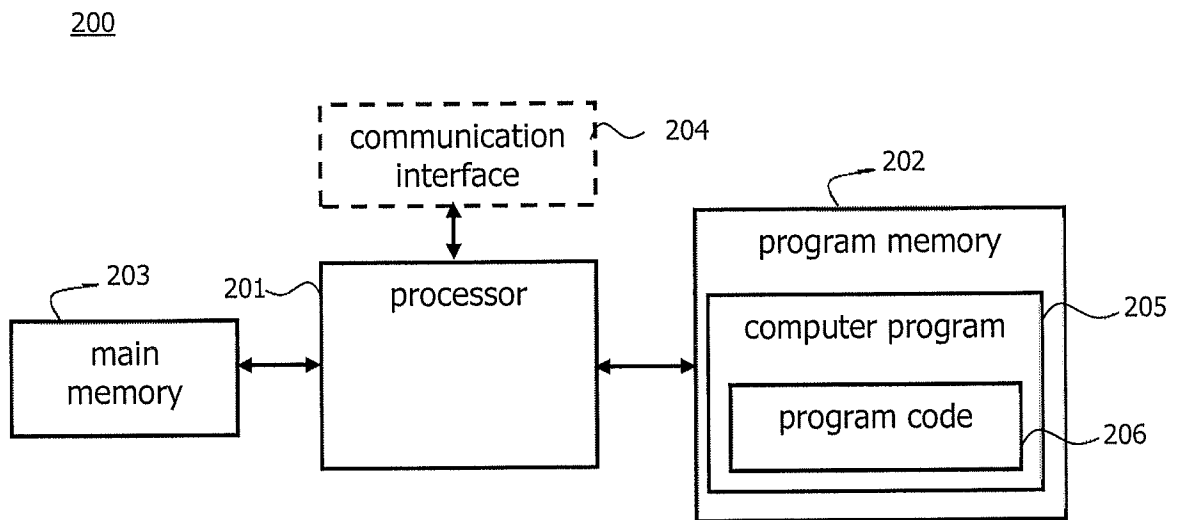 200
communication
interface
204
202
program memory
203
201
processor
main
memory
computer program
205
program code
206